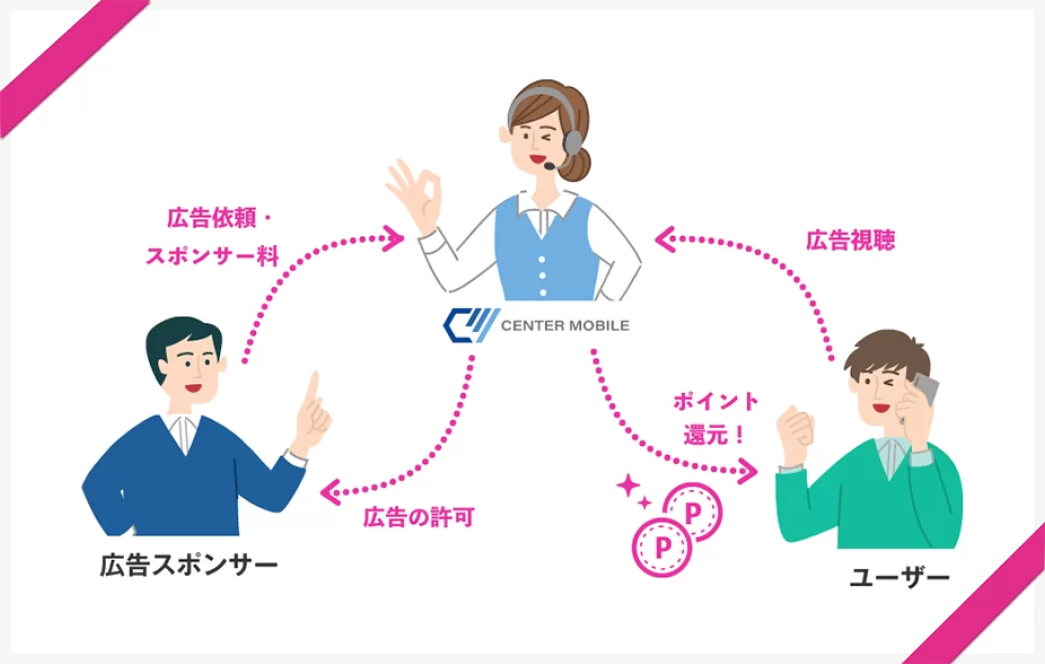 広告依頼・
スポンサー料
広告視聴
CENTER MOBILE
ポイント
還元！
広告の許可
P
P
広告スポンサー
ユーザー